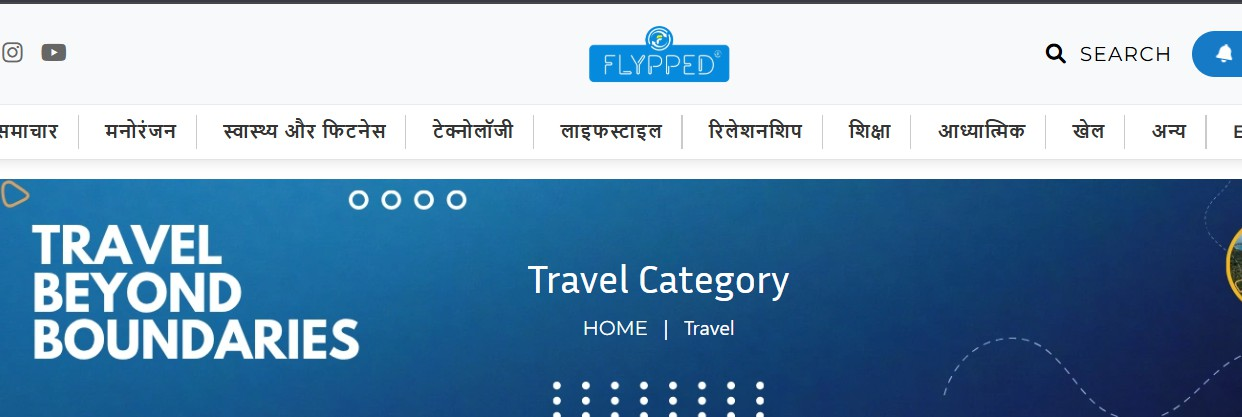 FLYPPED
SEARCH
समाचार मनोरंजन स्वास्थ्य और फिटनेस टेक्नोलॉजी लाइफस्टाइल रिलेशनशिप शिक्षा आध्यात्मिक खेल अन्य E
TRAVEL
BEYOND
BOUNDARIES
Travel Category
HOME | Travel